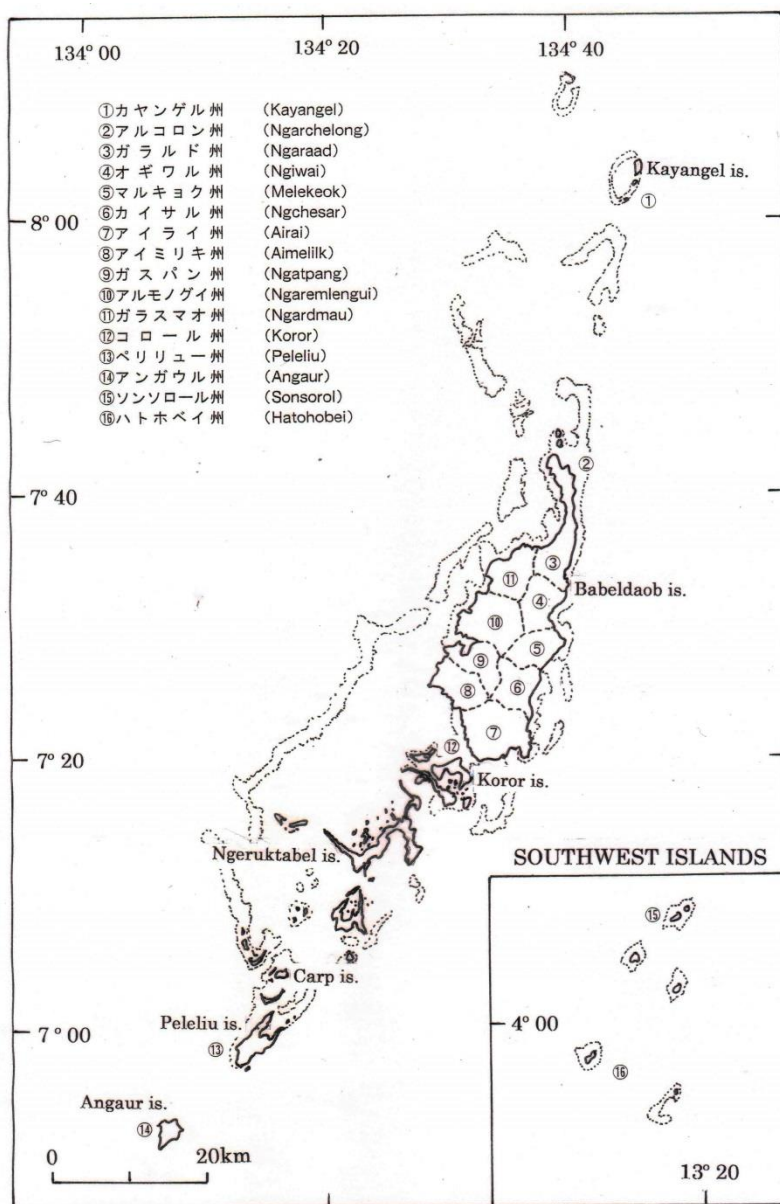 134° 00 134° 20 134° 40
①カヤンゲル州 (Kayangel)
②アルコロン州 (Ngarchelong)
③ガラルド州 (Ngaraad)
④オギワル州 (Ngiwai)
⑤マルキョク州 (Melekeok)
⑥カイサル州 (Ngchesar)
⑦アイライ州 (Airai)
⑧アイミリキ州 (Aimelilk)
⑨ガスパン州 (Ngatpang)
⑩アルモノグイ州 (Ngaremlengui)
⑪ガラスマオ州 (Ngardmau)
⑫コロール州 (Koror)
⑬ペリリュー州 (Peleliu)
⑭アンガウル州 (Angaur)
⑮ソンソロール州 (Sonsorol)
⑯ハトホベイ州 (Hatohobei)
Kayangel is.
①
8° 00
②
7° 40
③
⑪
Babeldaob is.
④
⑩
⑤
⑨
⑧
⑥
⑦
⑫
7° 20
Koror is.
Ngeruktabel is.
SOUTHWEST ISLANDS
⑮
Carp is.
Peleliu is.
7° 00
4° 00
⑬
⑯
Angaur is.
⑭
0 20km
13° 20